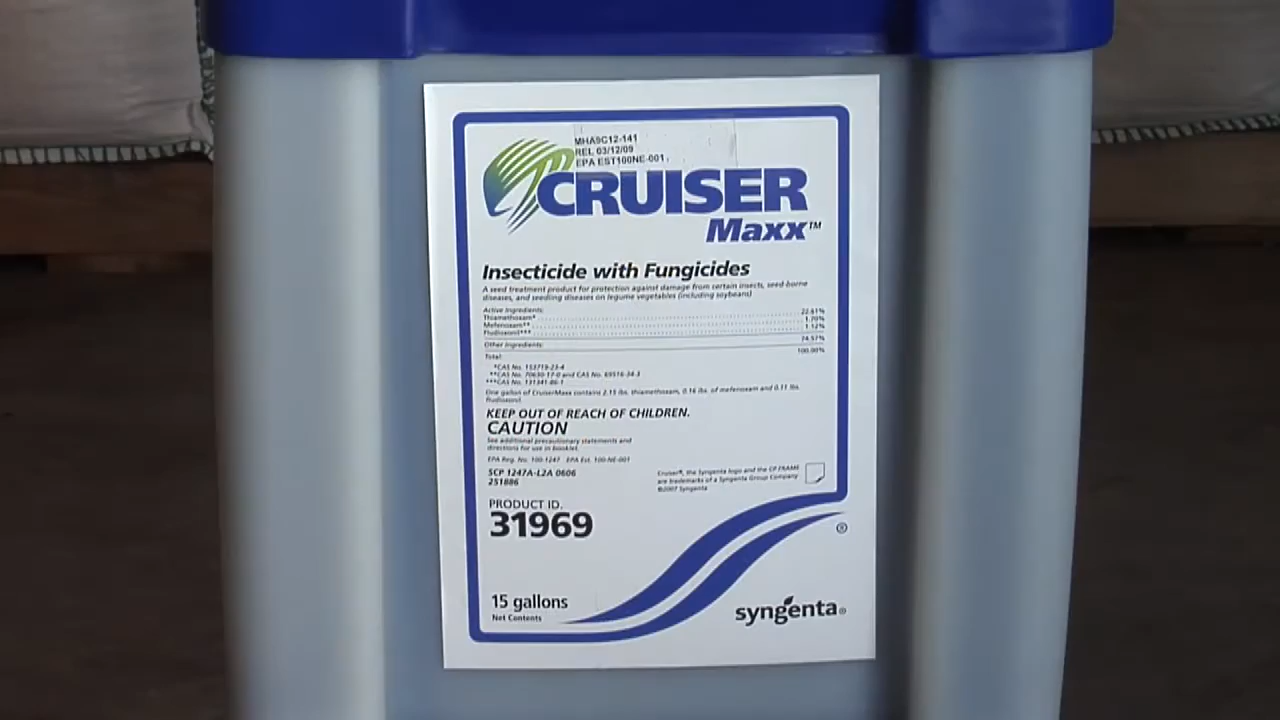 MHA9C12-141
REL 03/12/09
EPA EST100NE-001
CRUISER
Maxx™
Insecticide with Fungicides
A seed treatment product for protection against damage from certain insects, seed-borne
diseases, and seedling diseases on legume vegetables (including soybeans)
Active Ingredients:
Thiamethoxam* 22.61%
Mefenoxam** 1.70%
Fludioxonil*** 1.12%
Other Ingredients: 74.57%
Total: 100.00%
*CAS No. 153719-23-4
**CAS No. 70630-17-0 and CAS No. 69516-34-3
***CAS No. 131341-86-1
One gallon of CruiserMaxx contains 2.15 lbs. thiamethoxam, 0.16 lbs. of mefenoxam and 0.11 lbs.
fludioxonil.
KEEP OUT OF REACH OF CHILDREN.
CAUTION
See additional precautionary statements and
directions for use in booklet.
EPA Reg. No. 100-1247 EPA Est. 100-NE-001
SCP 1247A-L2A 0606
251886
Cruiser®, the Syngenta logo and the CP FRAME
are trademarks of a Syngenta Group Company
©2007 Syngenta
PRODUCT ID.
31969
®
15 gallons
Net Contents
syngenta®